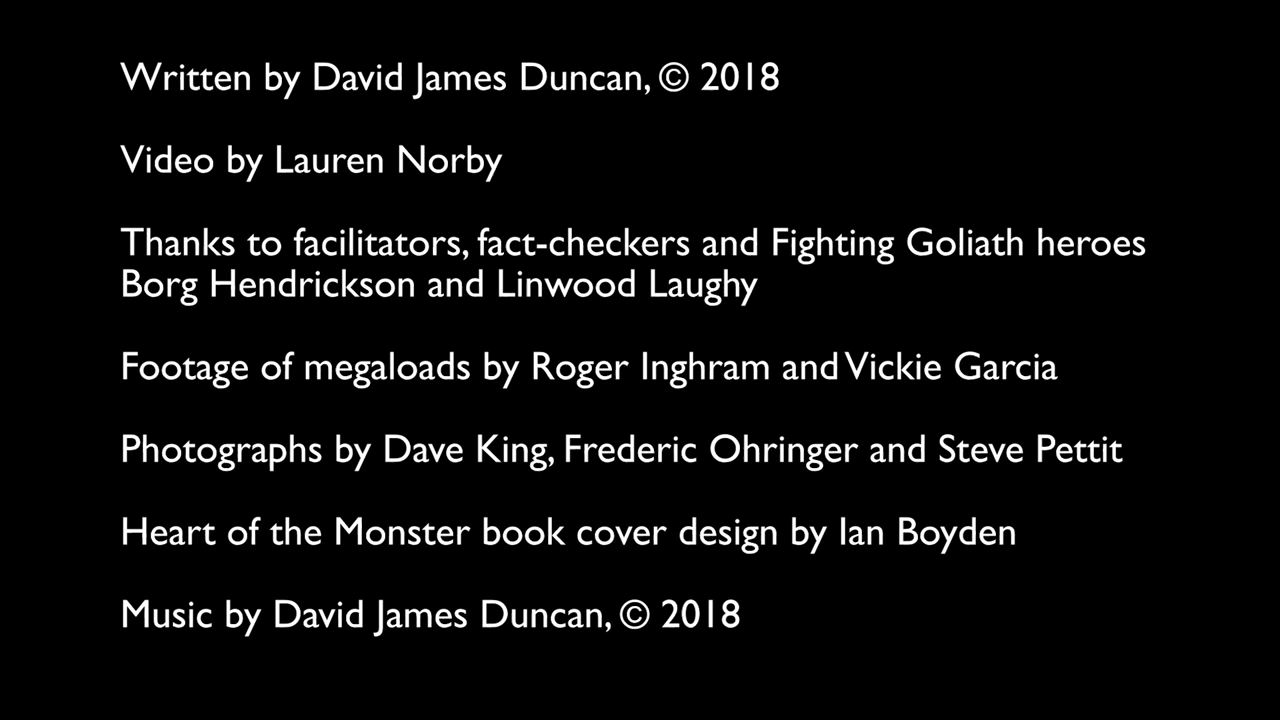 Written by David James Duncan, © 2018
Video by Lauren Norby
Thanks to facilitators, fact-checkers and Fighting Goliath heroes
Borg Hendrickson and Linwood Laughy
Footage of megaloads by Roger Inghram and Vickie Garcia
Photographs by Dave King, Frederic Ohringer and Steve Pettit
Heart of the Monster book cover design by Ian Boyden
Music by David James Duncan, © 2018